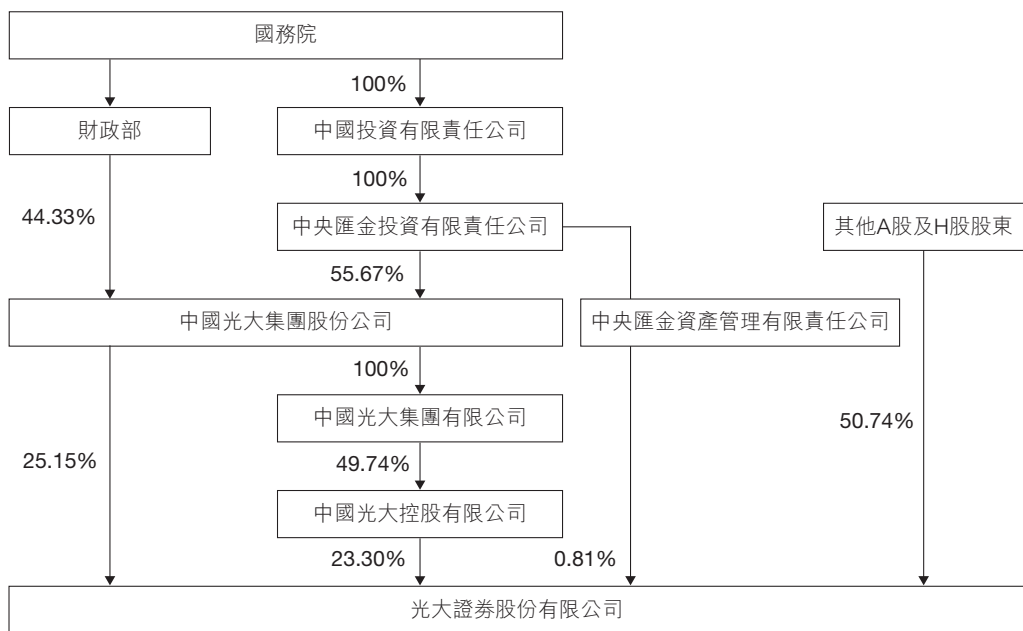 國務院
100%
財政部
中國投資有限責任公司
100%
44.33%
中央匯金投資有限責任公司
其他A股及H股股東
55.67%
中國光大集團股份公司
中央匯金資產管理有限責任公司
100%
中國光大集團有限公司
50.74%
25.15%
49.74%
中國光大控股有限公司
23.30%
0.81%
光大證券股份有限公司